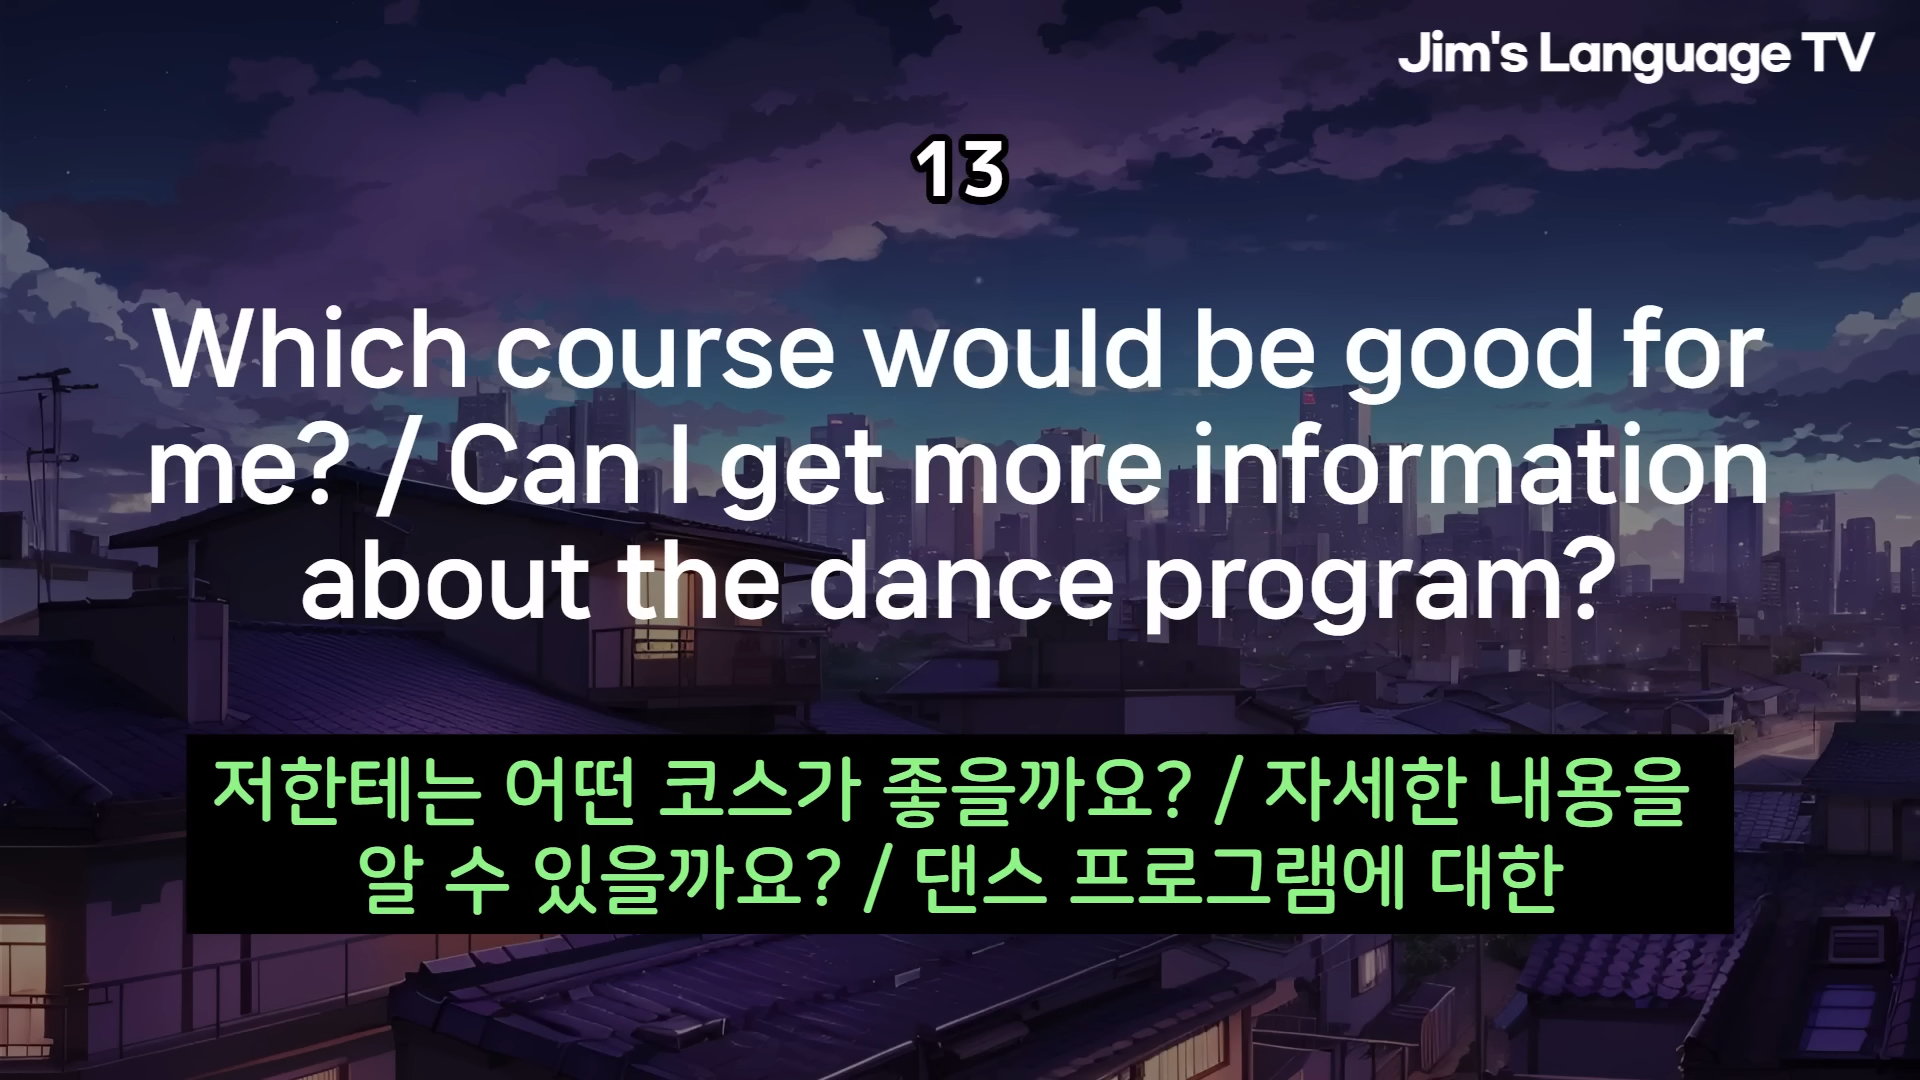 Jim's Language TV
13
Which course would be good for
me? / Can I get more information
about the dance program?
저한테는 어떤 코스가 좋을까요? / 자세한 내용을
알 수 있을까요? / 댄스 프로그램에 대한